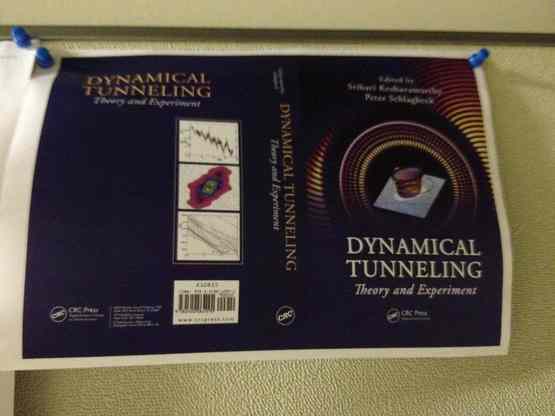 DYNAMICAL
TUNNELING
Theory and Experiment
CRC Press
K10815
www.crcpress.com
DYNAMICAL TUNNELING
Theory and Experiment
CRC
Edited by
Srihari Keshavamurthy
Peter Schlagheck
DYNAMICAL
TUNNELING
Theory and Experiment
CRC Press